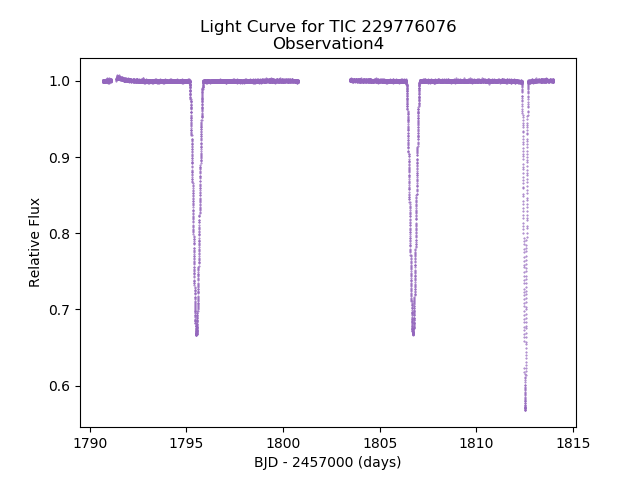 Light Curve for TIC 229776076
Observation4
1.0
0.9
0.8
0.7
0.6
Relative Flux
1790
1795
1800
1805
1810
1815
BJD - 2457000 (days)